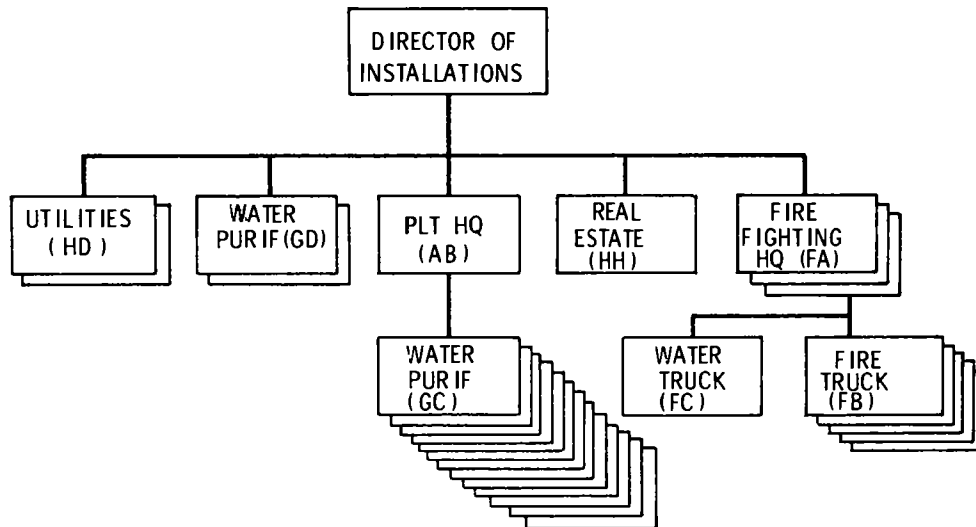 DIRECTOR OF
INSTALLATIONS
UTILITIES
(HD)
WATER
PURIF(GD)
PLT HQ
(AB)
REAL
ESTATE
(HH)
FIRE
FIGHTING
HQ (FA)
WATER
PURIF
(GC)
WATER
TRUCK
(FC)
FIRE
TRUCK
(FB)